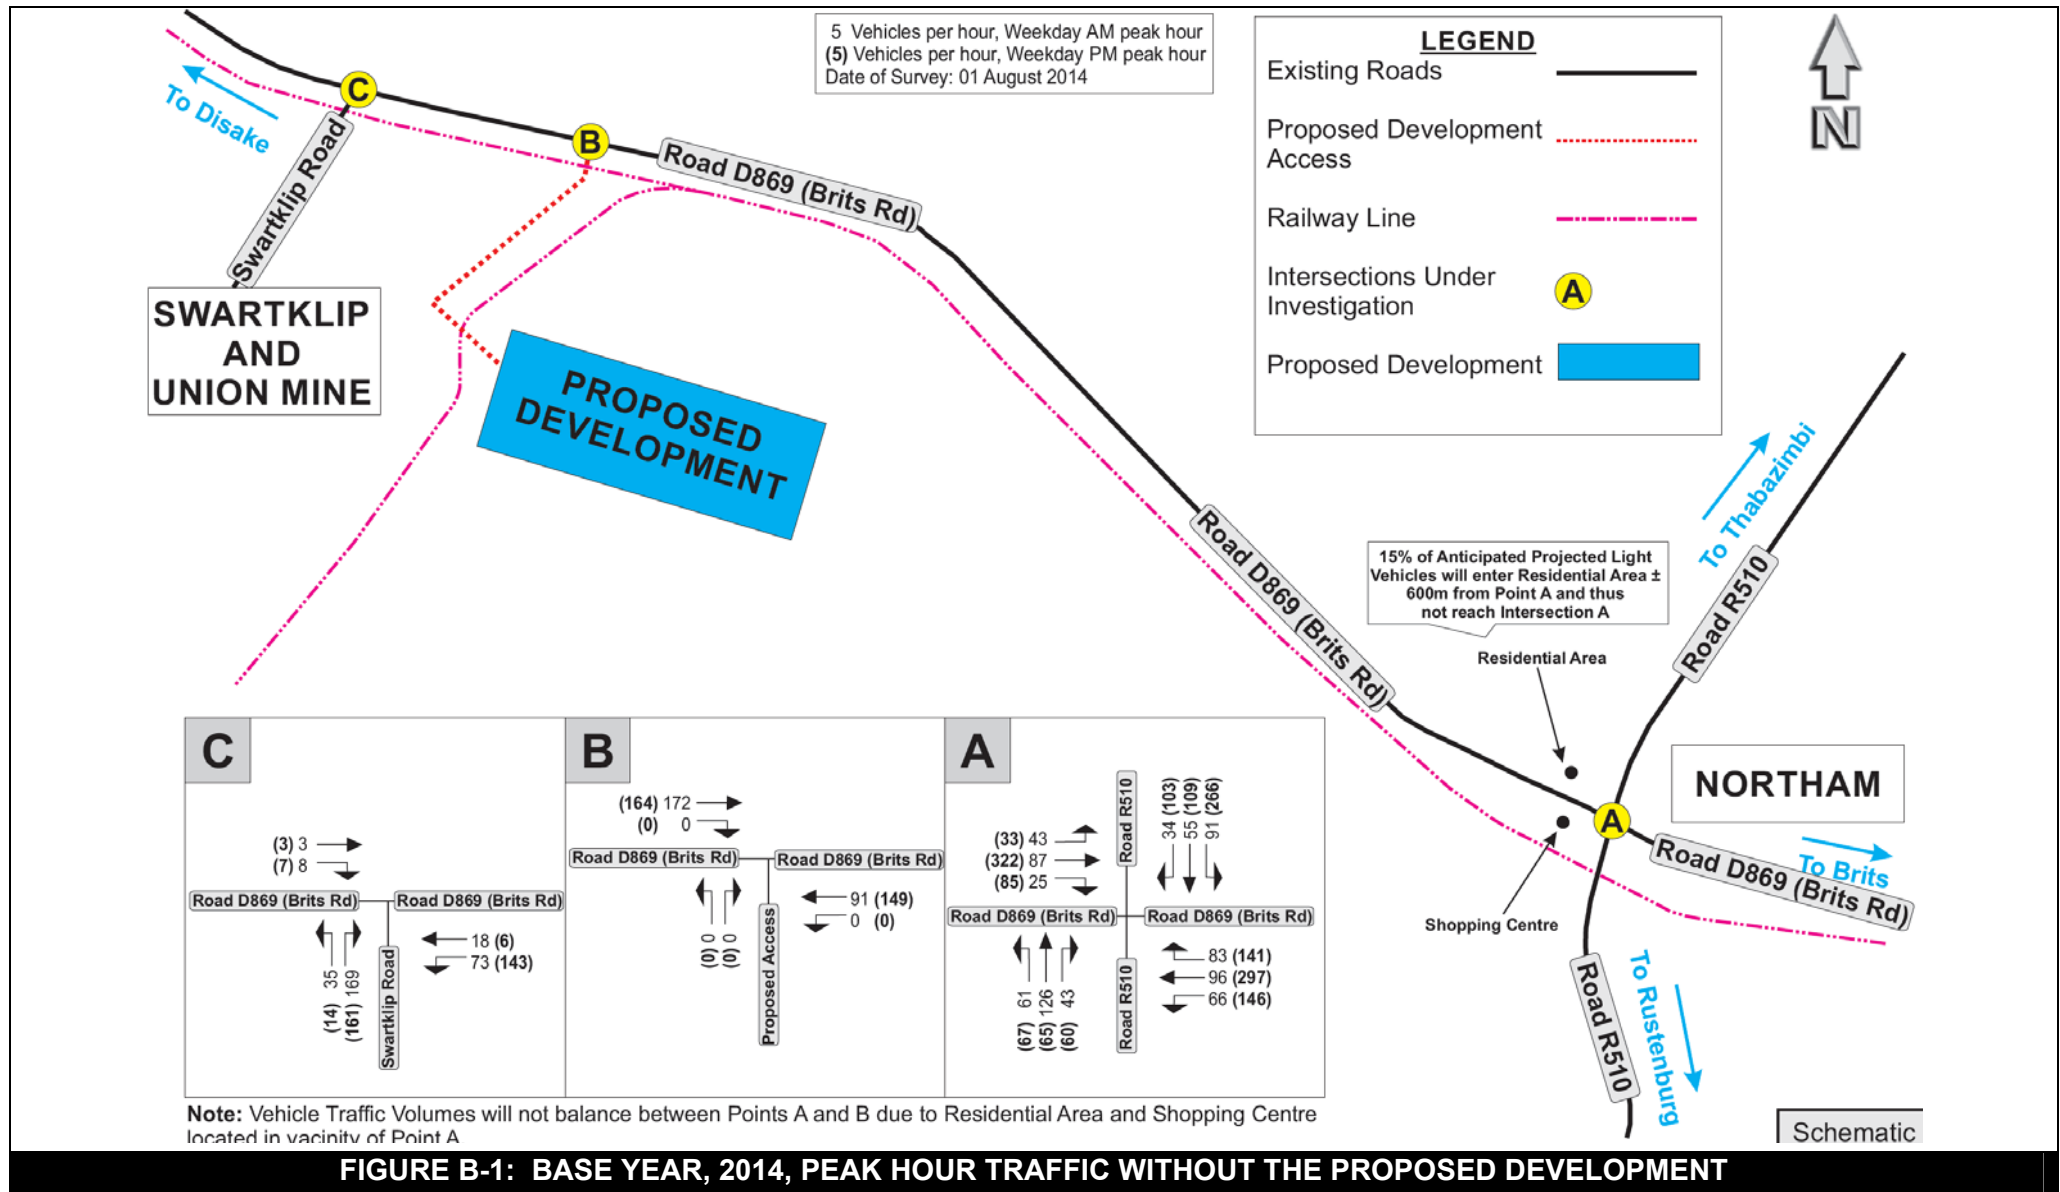 5 Vehicles per hour, Weekday AM peak hour
(5) Vehicles per hour, Weekday PM peak hour
Date of Survey: 01 August 2014
LEGEND
Existing Roads
Proposed Development
Access
Railway Line
Intersections Under
Investigation
A
Proposed Development
N
C
B
To Disake
Swartklip Road
Road D869 (Brits Rd)
SWARTKLIP
AND
UNION MINE
PROPOSED
DEVELOPMENT
Road D869 (Brits Rd)
To Thabazimbi
Road R510
15% of Anticipated Projected Light
Vehicles will enter Residential Area ±
600m from Point A and thus
not reach Intersection A
Residential Area
NORTHAM
A
Road D869 (Brits Rd)
To Brits
Shopping Centre
Road R510
To Rustenburg
C
(3) 3
(7) 8
Road D869 (Brits Rd)
Road D869 (Brits Rd)
18 (6)
73 (143)
(14) 35
(161) 169
Swartklip Road
B
(164) 172
(0) 0
Road D869 (Brits Rd)
Road D869 (Brits Rd)
91 (149)
0 (0)
(0) 0
(0) 0
Proposed Access
A
Road R510
34 (103)
55 (109)
91 (266)
(33) 43
(322) 87
(85) 25
Road D869 (Brits Rd)
Road D869 (Brits Rd)
83 (141)
96 (297)
66 (146)
(67) 61
(65) 126
(60) 43
Road R510
Note: Vehicle Traffic Volumes will not balance between Points A and B due to Residential Area and Shopping Centre
located in vacinity of Point A
Schematic
FIGURE B-1: BASE YEAR, 2014, PEAK HOUR TRAFFIC WITHOUT THE PROPOSED DEVELOPMENT